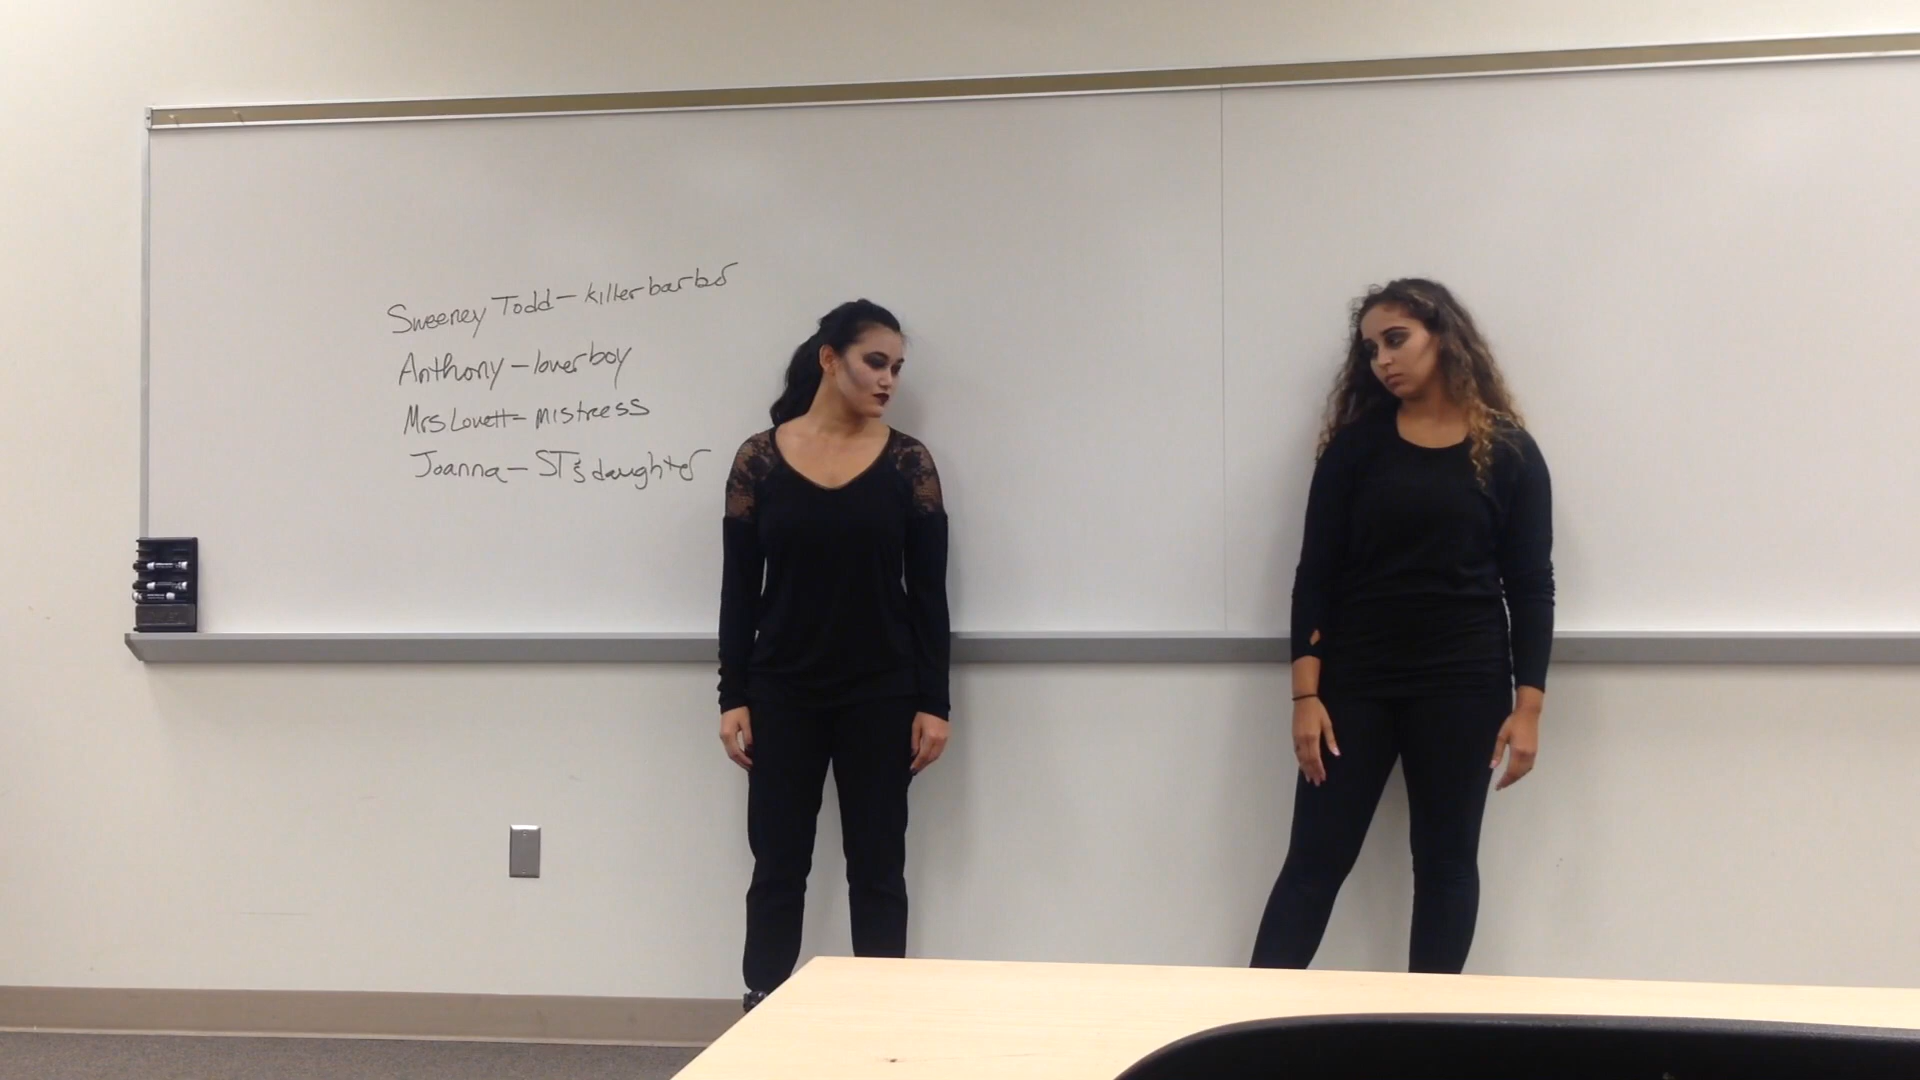 Sweeney Todd - killer barber
Anthony - lover boy
Mrs Lovett - mistress
Joanna - ST's daughter